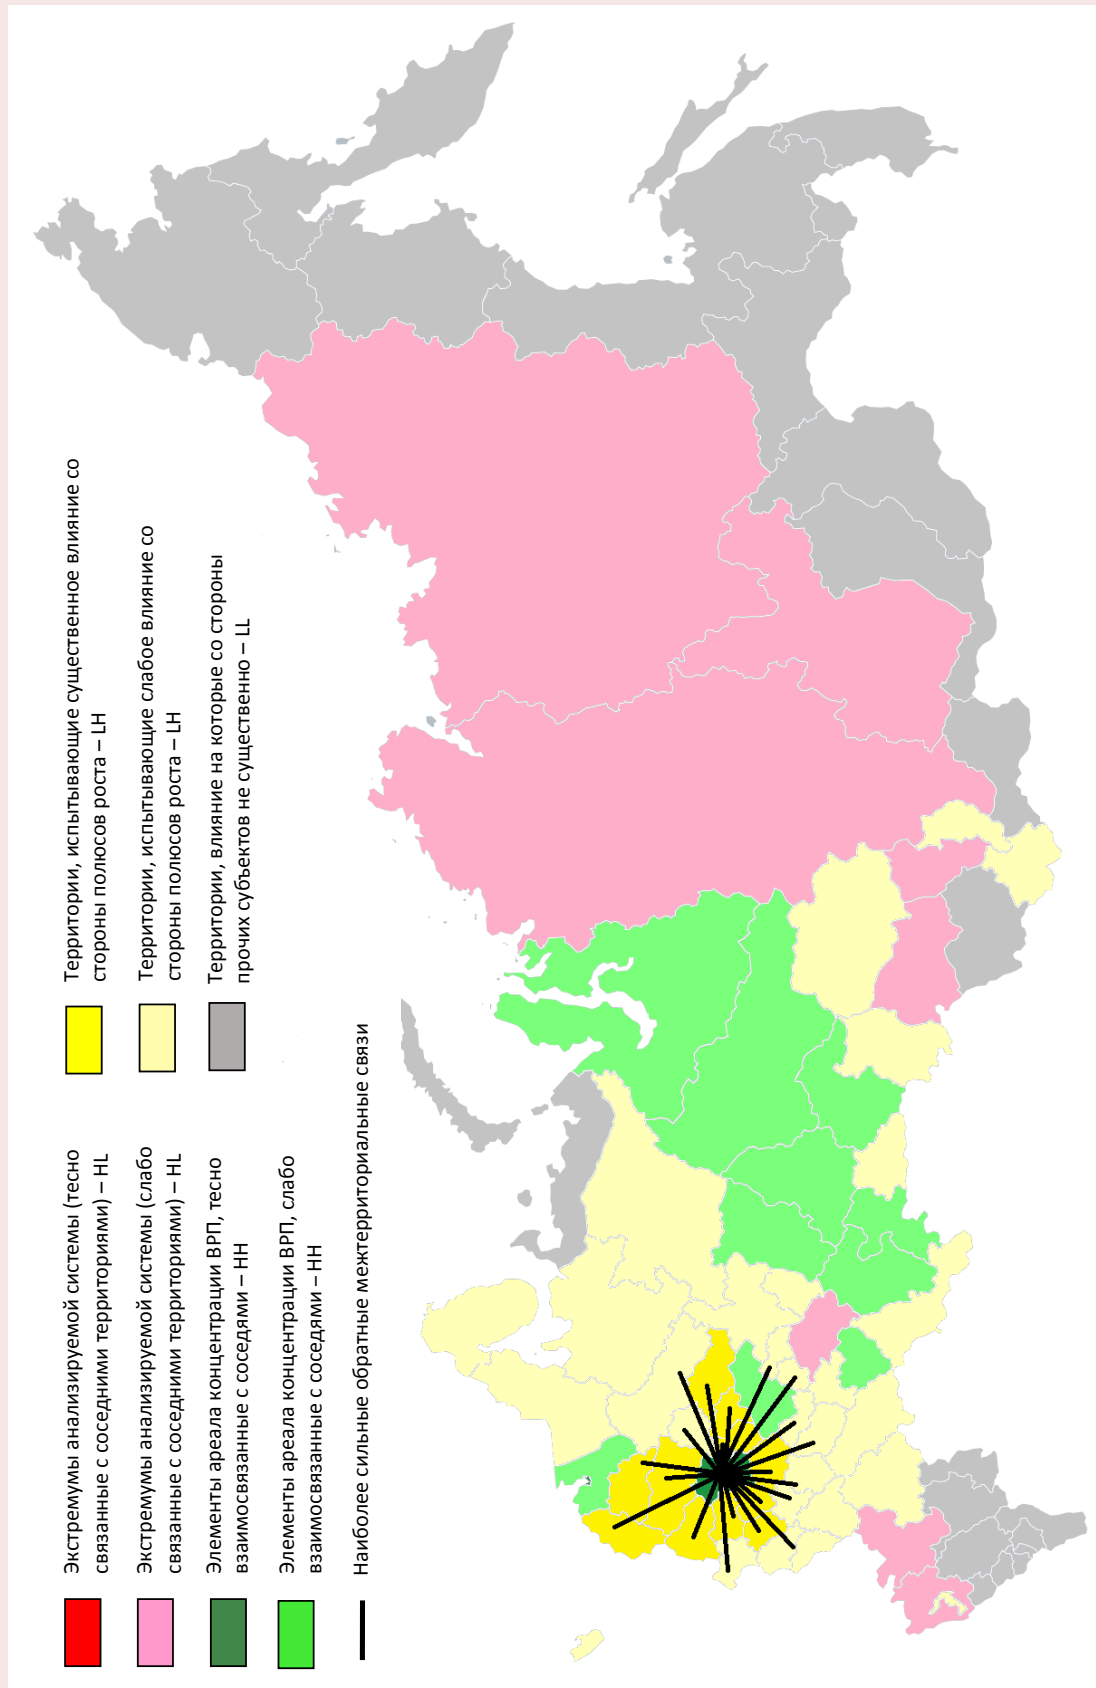 Экстремумы анализируемой системы (тесно
связанные с соседними территориями) – HL
Экстремумы анализируемой системы (слабо
связанные с соседними территориями) – HL
Элементы ареала концентрации ВРП, тесно
взаимосвязанные с соседями – HH
Элементы ареала концентрации ВРП, слабо
взаимосвязанные с соседями – HH
Наиболее сильные обратные межтерриториальные связи
Территории, испытывающие существенное влияние со
стороны полюсов роста – LH
Территории, испытывающие слабое влияние со
стороны полюсов роста – LH
Территории, влияние на которые со стороны
прочих субъектов не существенно – LL